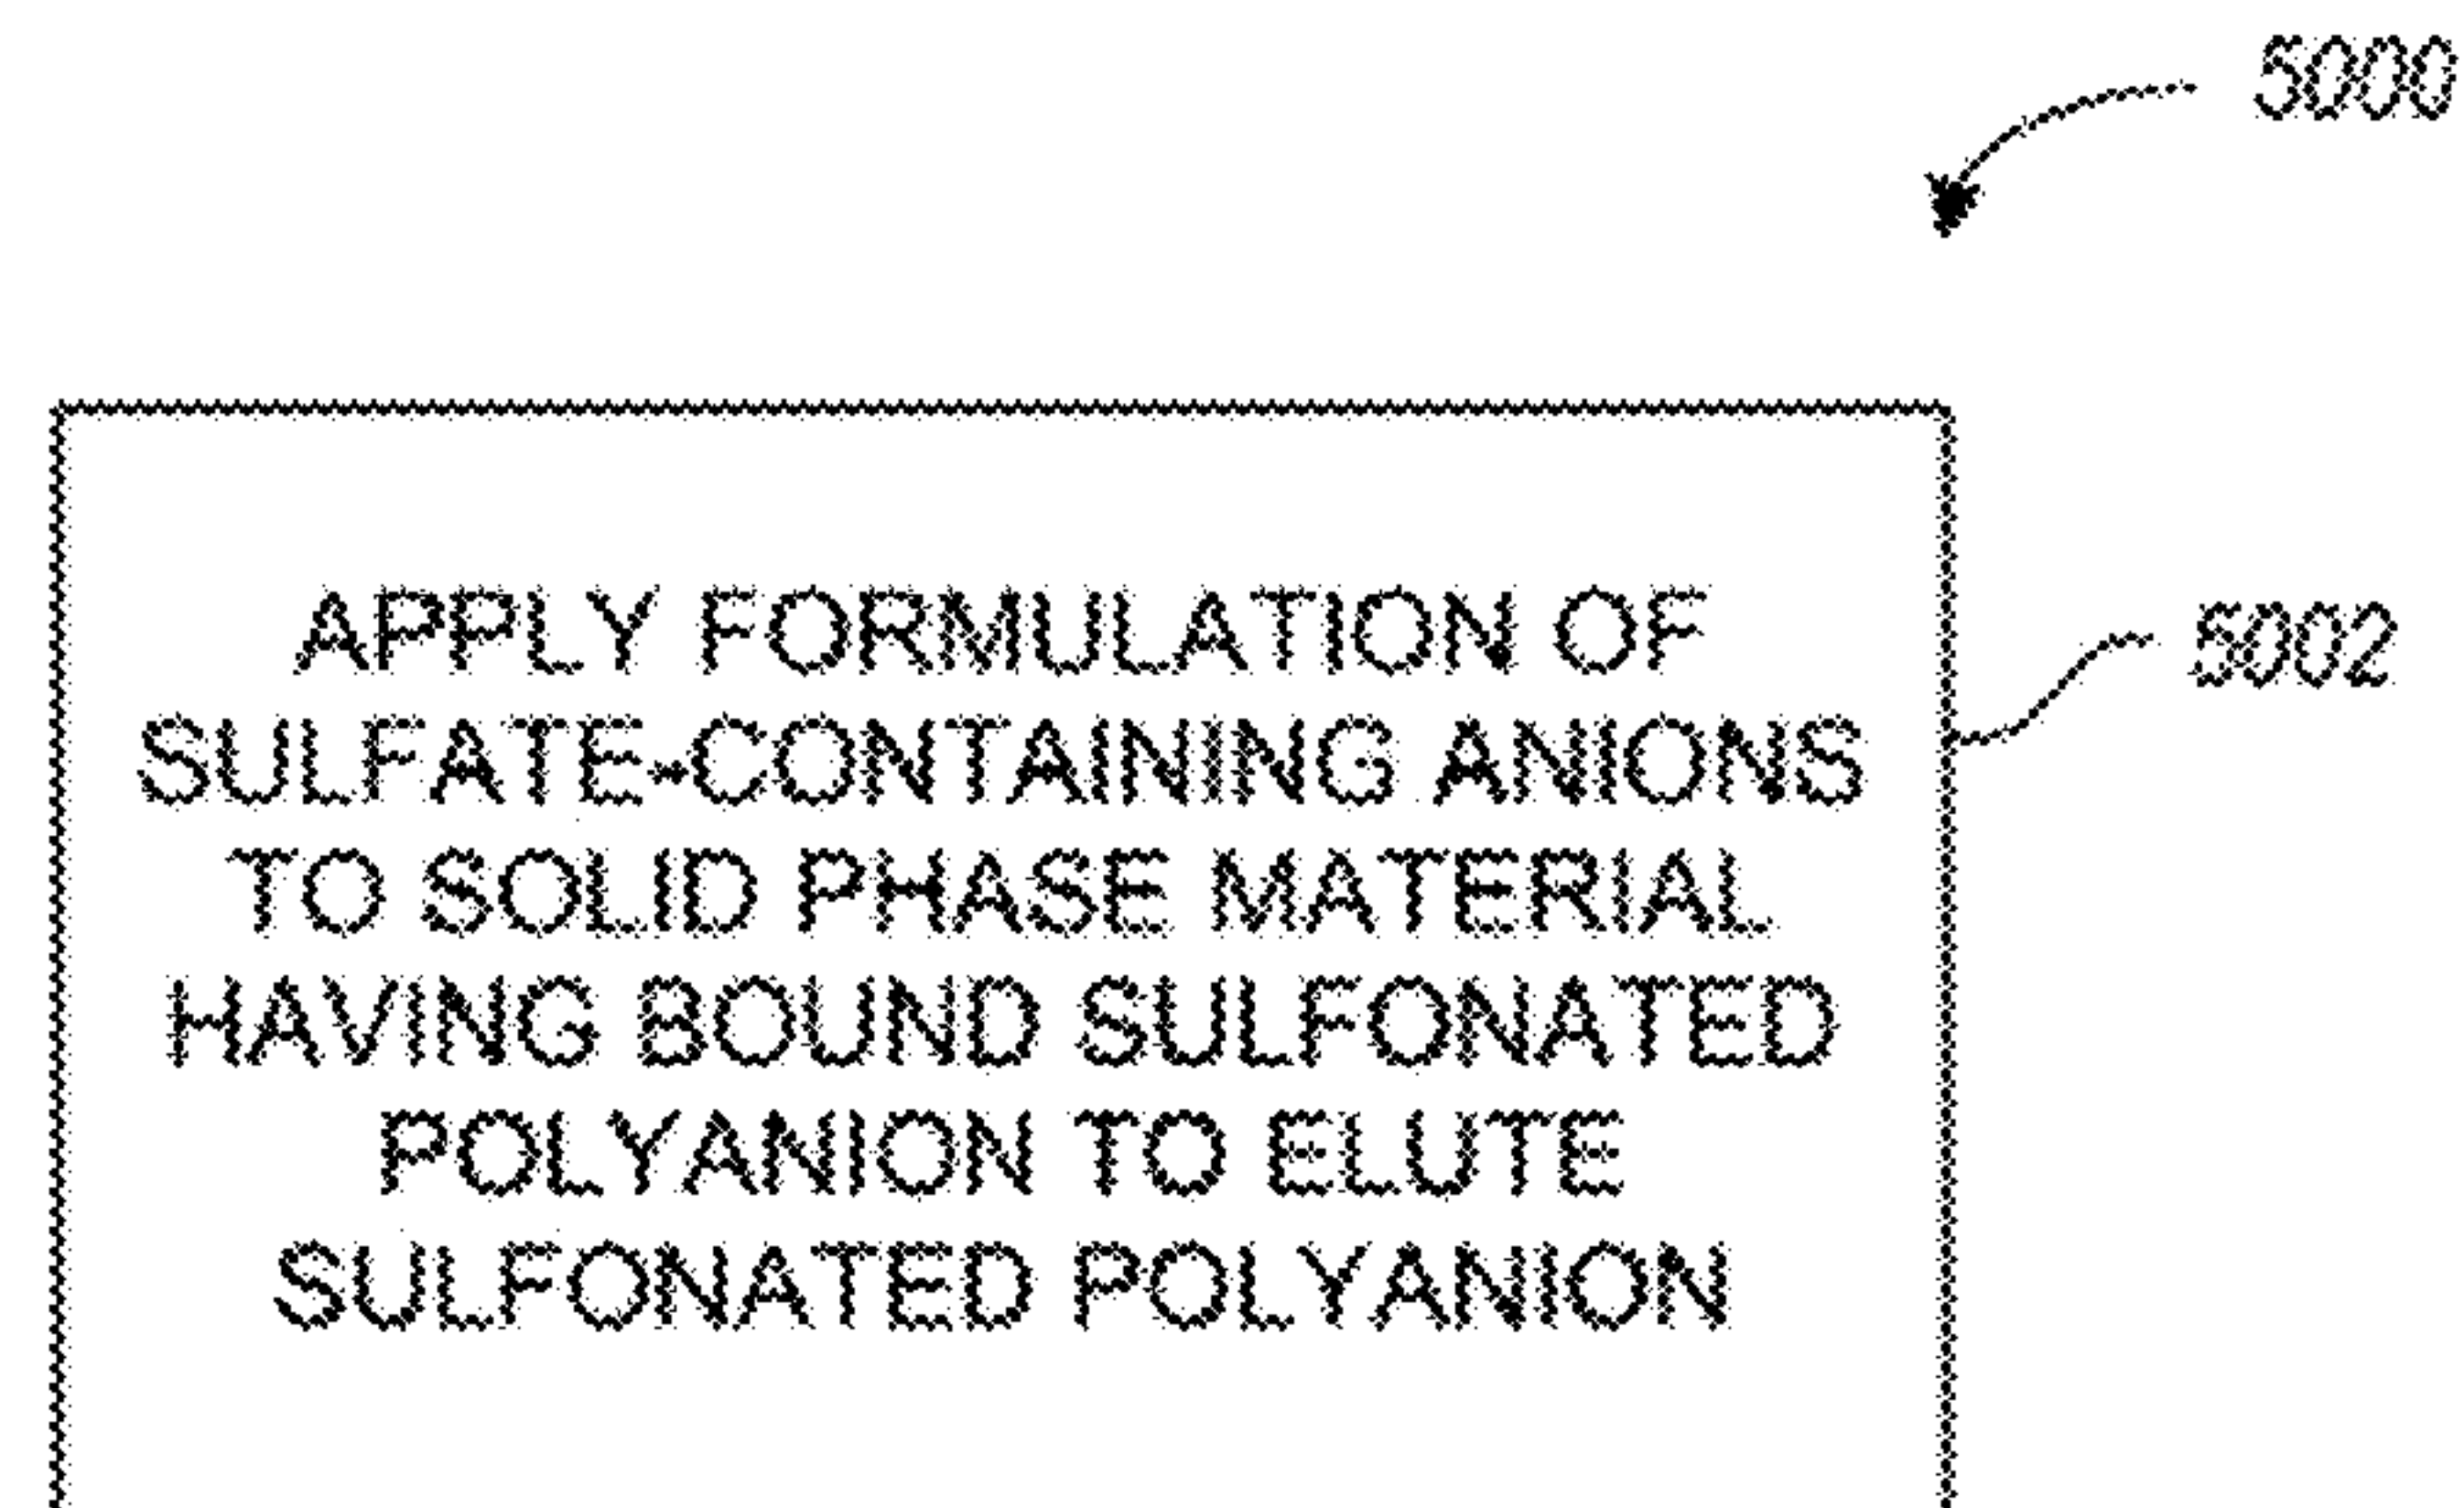 5000
APPLY FORMULATION OF
5002
SULFATE-CONTAINING ANIONS
TO SOLID PHASE MATERIAL
HAVING BOUND SULFONATED
POLYANION TO ELUTE
SULFONATED POLYANION